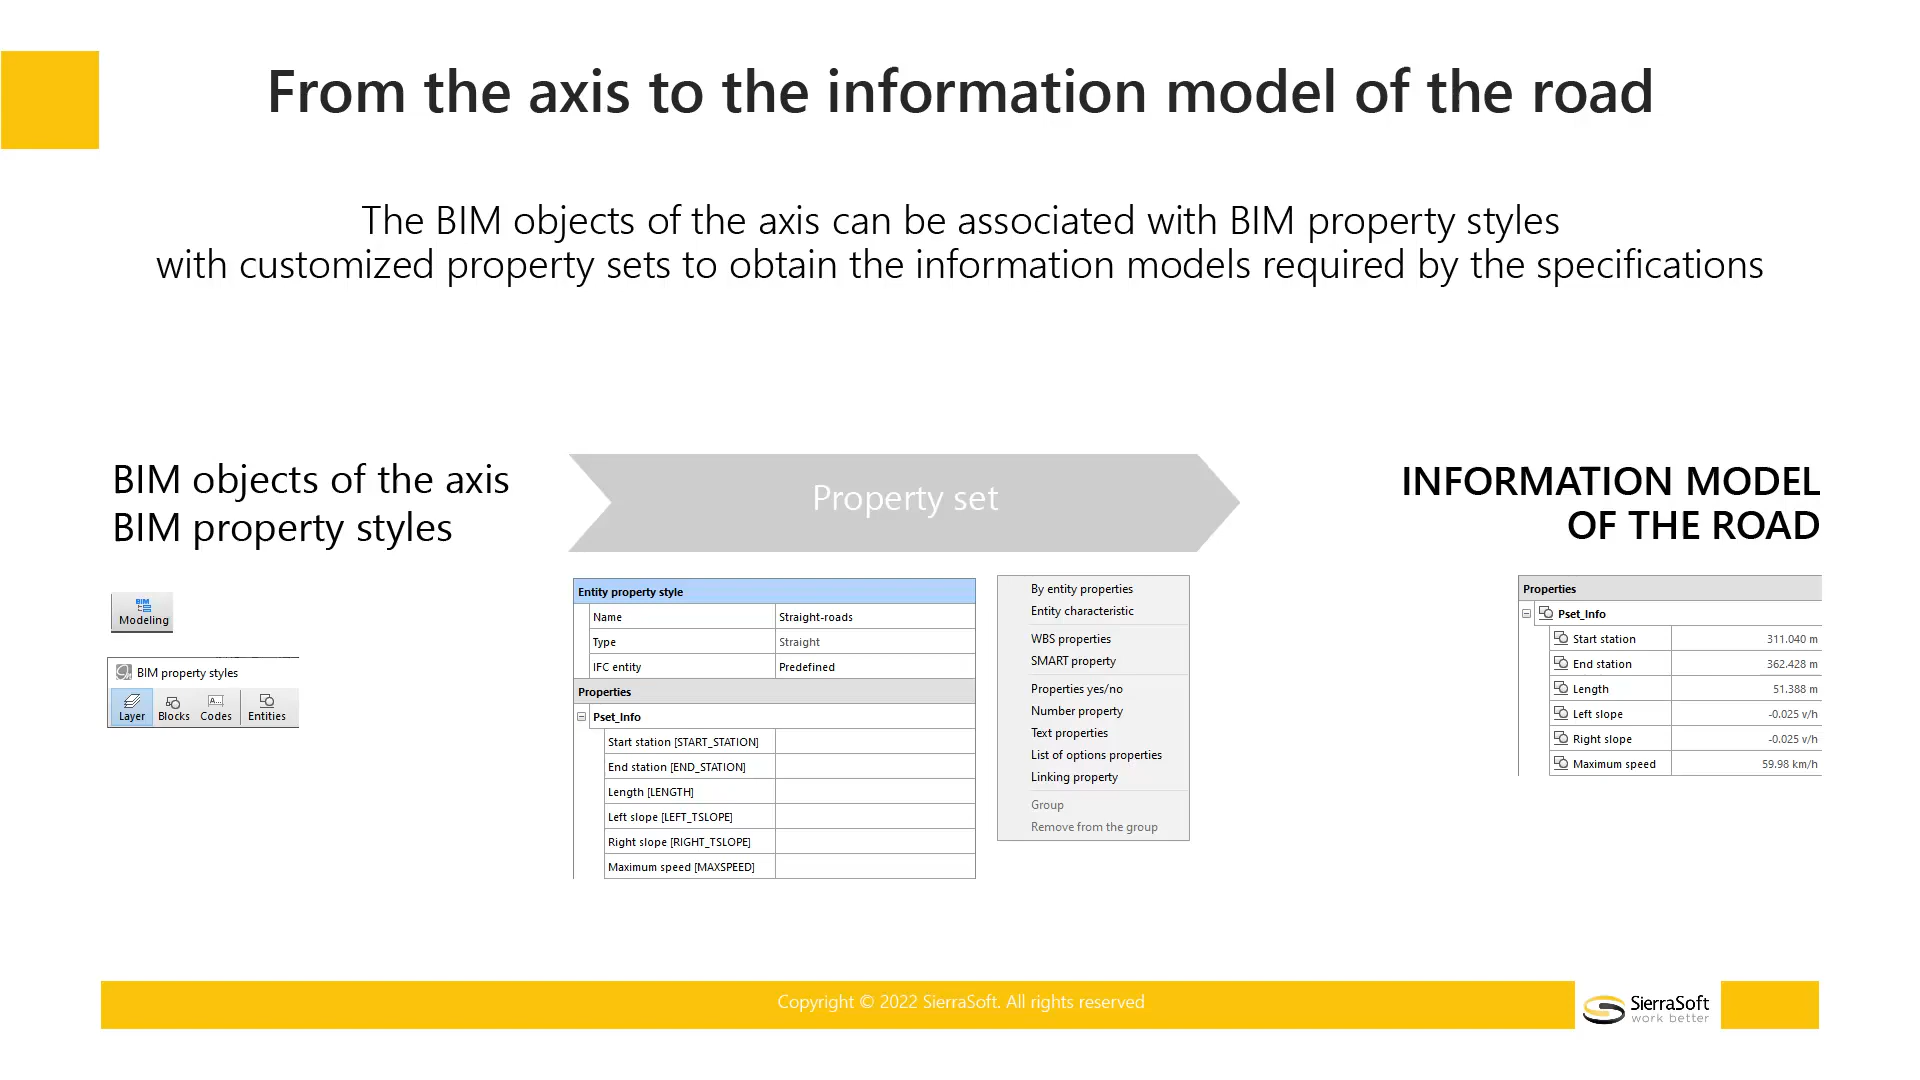 From the axis to the information model of the road
The BIM objects of the axis can be associated with BIM property styles
with customized property sets to obtain the information models required by the specifications
BIM objects of the axis
BIM property styles
Property set
INFORMATION MODEL
OF THE ROAD
BIM
Modeling
BIM property styles
Layer Blocks Codes Entities
Entity property style
Name Straight-roads
Type Straight
IFC entity Predefined
Properties
Pset_Info
Start station [START_STATION]
End station [END_STATION]
Length [LENGTH]
Left slope [LEFT_TSLOPE]
Right slope [RIGHT_TSLOPE]
Maximum speed [MAXSPEED]
By entity properties
Entity characteristic
WBS properties
SMART property
Properties yes/no
Number property
Text properties
List of options properties
Linking property
Group
Remove from the group
Properties
Pset_Info
Start station 311.040 m
End station 362.428 m
Length 51.388 m
Left slope -0.025 v/h
Right slope -0.025 v/h
Maximum speed 59.98 km/h
Copyright © 2022 SierraSoft. All rights reserved
SierraSoft
work better